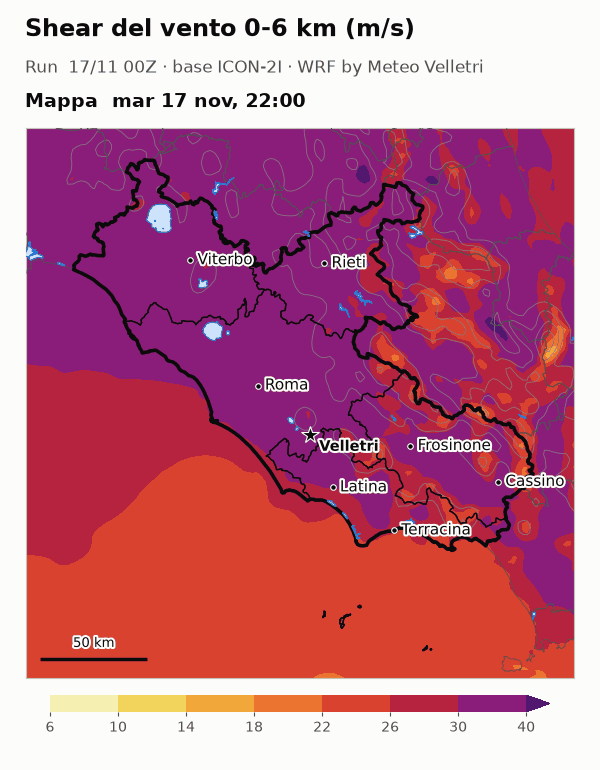 Shear del vento 0-6 km (m/s)
Run  17/11 00Z · base ICON-2I · WRF by Meteo Velletri
Mappa  mar 17 nov, 22:00
Viterbo
Rieti
Roma
Velletri
Frosinone
Cassino
Latina
Terracina
50 km
6 10 14 18 22 26 30 40